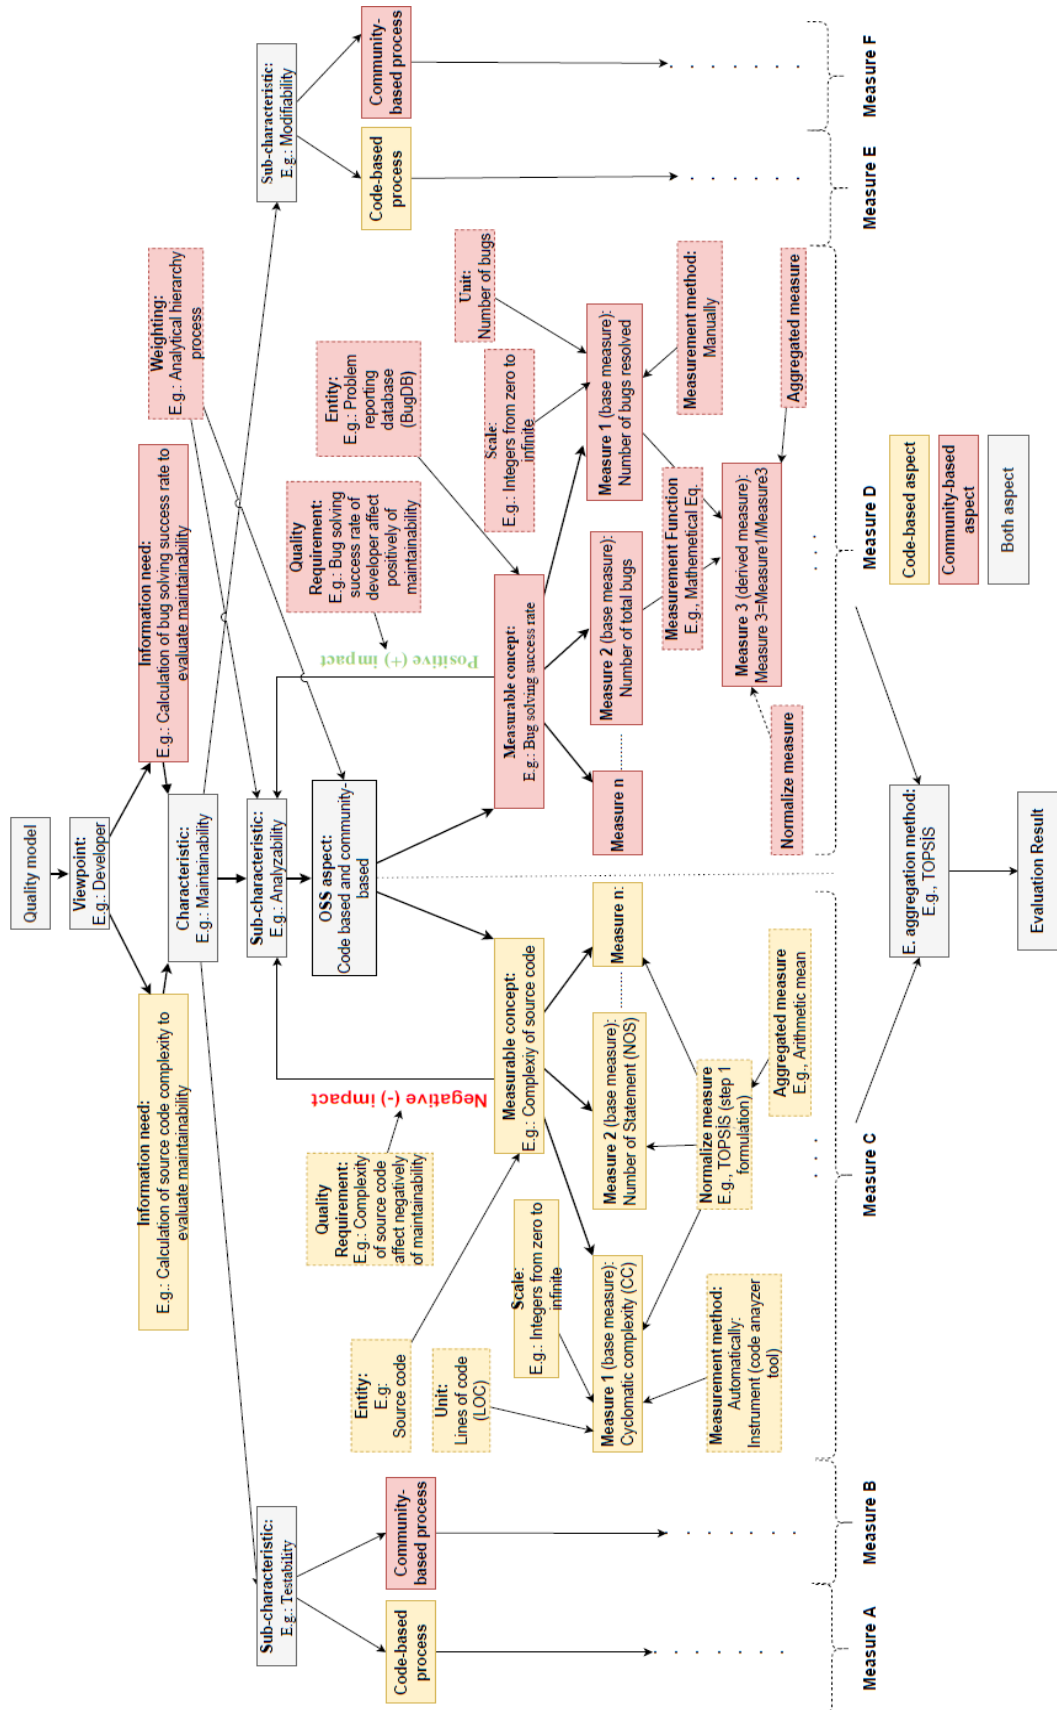 Quality model
Viewpoint:
E.g.: Developer
Information need:
E.g.: Calculation of source code complexity to
evaluate maintainability
Information need:
E.g.: Calculation of bug solving success rate to
evaluate maintainability
Weighting:
E.g.: Analytical hierarchy
process
Characteristic:
E.g.: Maintainability
Sub-characteristic:
E.g.: Testability
Sub-characteristic:
E.g.: Analyzability
Sub-characteristic:
E.g.: Modifiability
OSS aspect:
Code based and community-
based
Code-based
process
Community-
based process
Code-based
process
Community-
based process
Quality
Requirement:
E.g.: Complexity
of source code
affect negatively
of maintainability
Negative (-) impact
Positive (+) impact
Quality
Requirement:
E.g.: Bug solving
success rate of
developer affect
positively of
maintainability
Entity:
E.g:
Source code
Entity:
E.g.: Problem
reporting
database
(BugDB)
Unit:
Lines of code
(LOC)
Scale:
E.g.: Integers from zero to
infinite
Measurable concept:
E.g.: Complexiy of source code
Measurable concept:
E.g.: Bug solving success rate
Scale:
E.g.: Integers from zero to
infinite
Unit:
Number of bugs
Measure 1 (base measure):
Cyclomatic complexity (CC)
Measure 2 (base measure):
Number of Statement (NOS)
Measure n:
Measure n
Measure 2 (base measure):
Number of total bugs
Measure 1 (base measure):
Number of bugs resolved
Measurement method:
Automatically:
Instrument (code anayzer
tool)
Normalize measure
E.g., TOPSİS (step 1
formulation)
Aggregated measure
E.g., Arithmetic mean
Measurement Function
E.g., Mathemetical Eq.
Measurement method:
Manually
Normalize measure
Measure 3 (derived measure):
Measure 3=Measure1/Measure3
Aggregated measure
Measure A
Measure B
Measure C
Measure D
Measure E
Measure F
E. aggregation method:
E.g., TOPSİS
Evaluation Result
Code-based aspect
Community-based
aspect
Both aspect